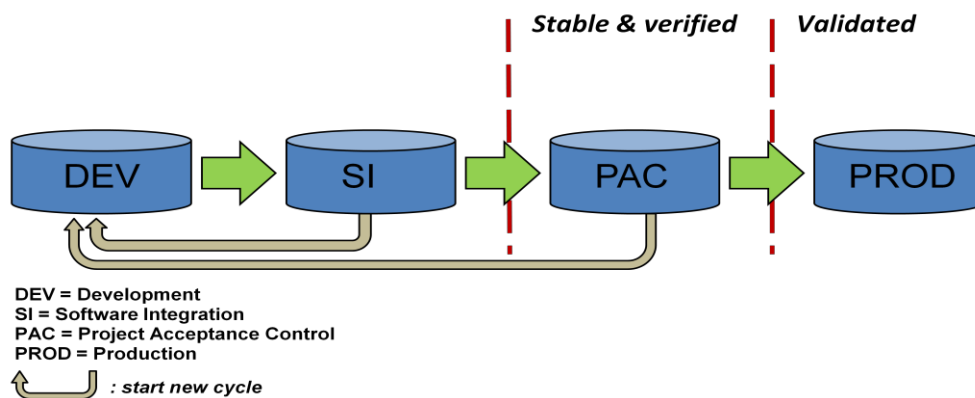 Stable & verified
Validated
DEV
SI
PAC
PROD
DEV = Development
SI = Software Integration
PAC = Project Acceptance Control
PROD = Production
: start new cycle